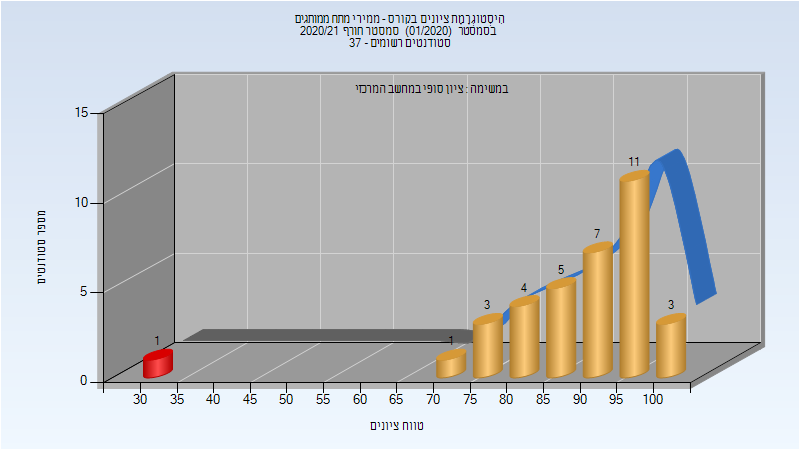 היסטוגרמת ציונים בקורס - ממירי מתח ממותגים
בסמסטר (01/2020) סמסטר חורף 2020/21
סטודנטים רשומים - 37
במשימה : ציון סופי במחשב המרכזי
מספר סטודנטים
15
10
5
0
1
1
3
4
5
7
11
3
30 35 40 45 50 55 60 65 70 75 80 85 90 95 100
טווח ציונים